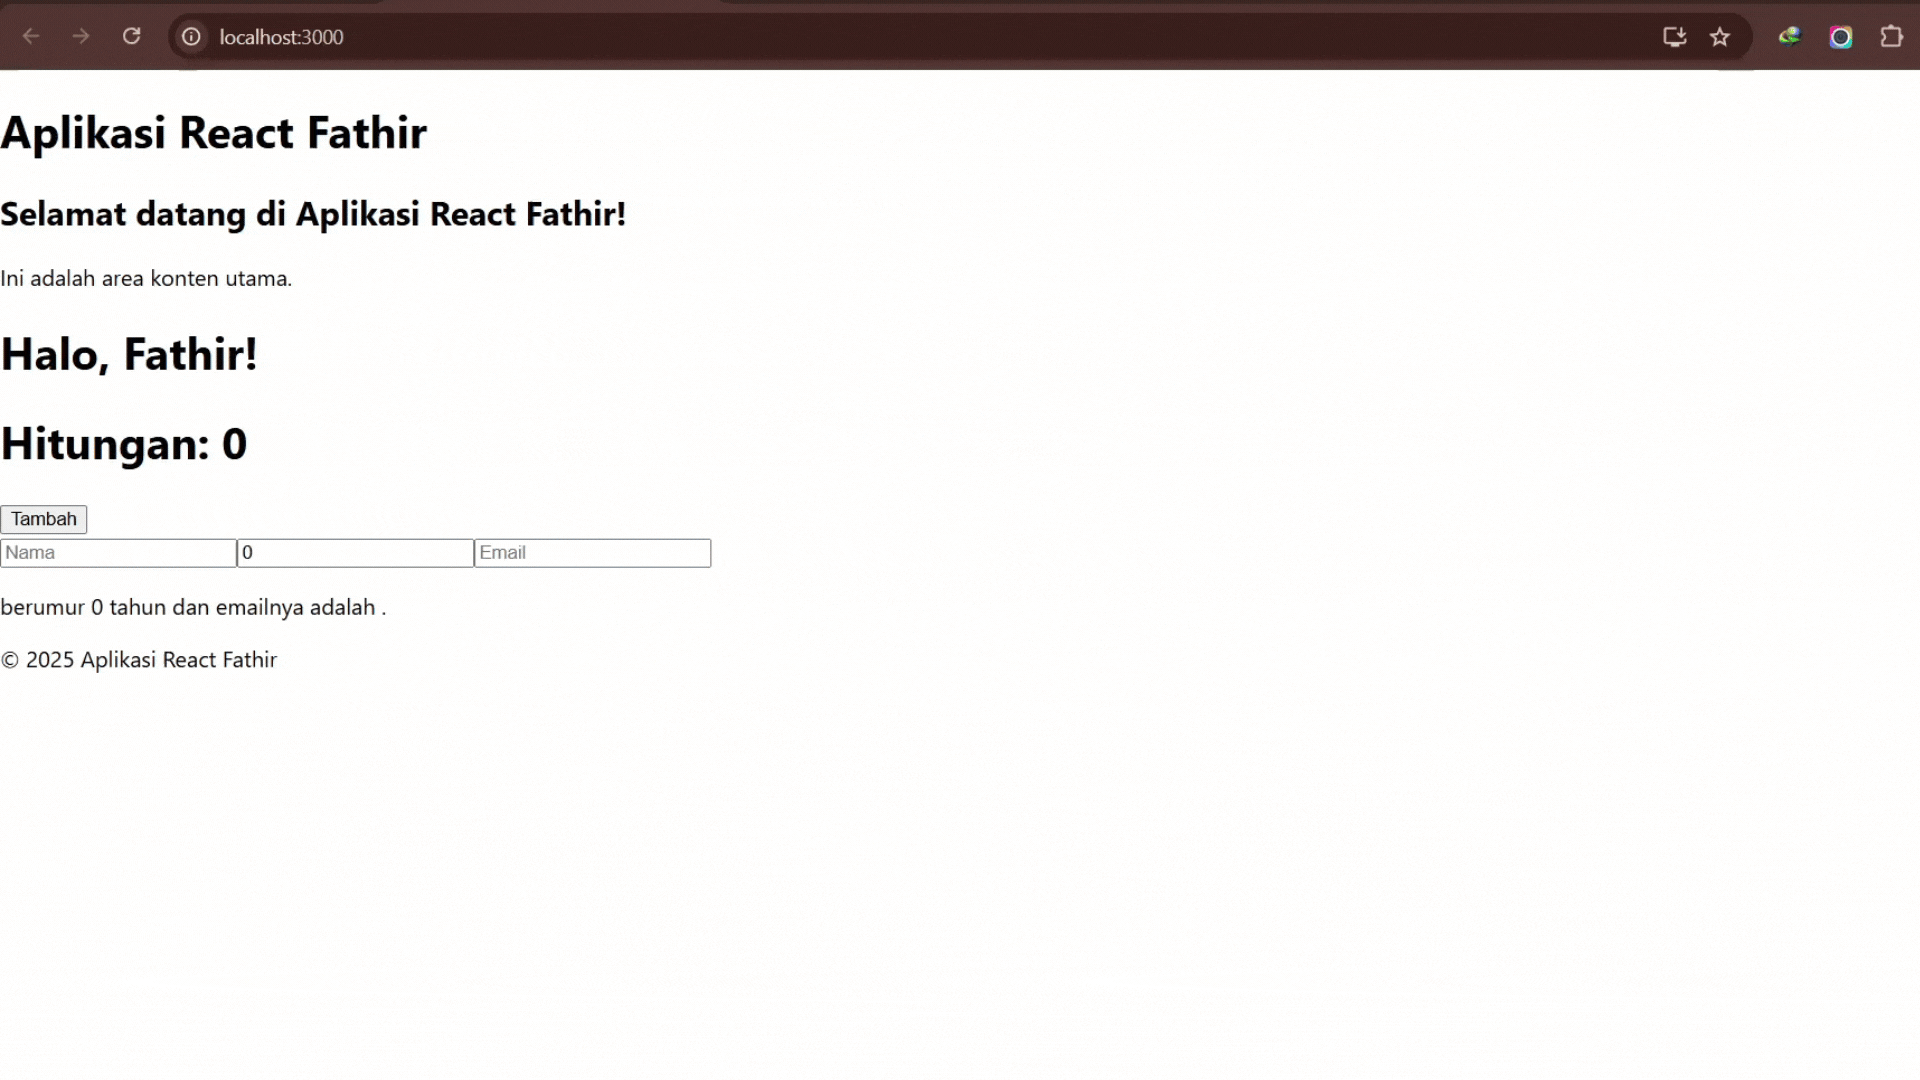 localhost:3000
Aplikasi React Fathir
Selamat datang di Aplikasi React Fathir!
Ini adalah area konten utama.
Halo, Fathir!
Hitungan: 0
Tambah
Nama 0 Email
berumur 0 tahun dan emailnya adalah .
© 2025 Aplikasi React Fathir